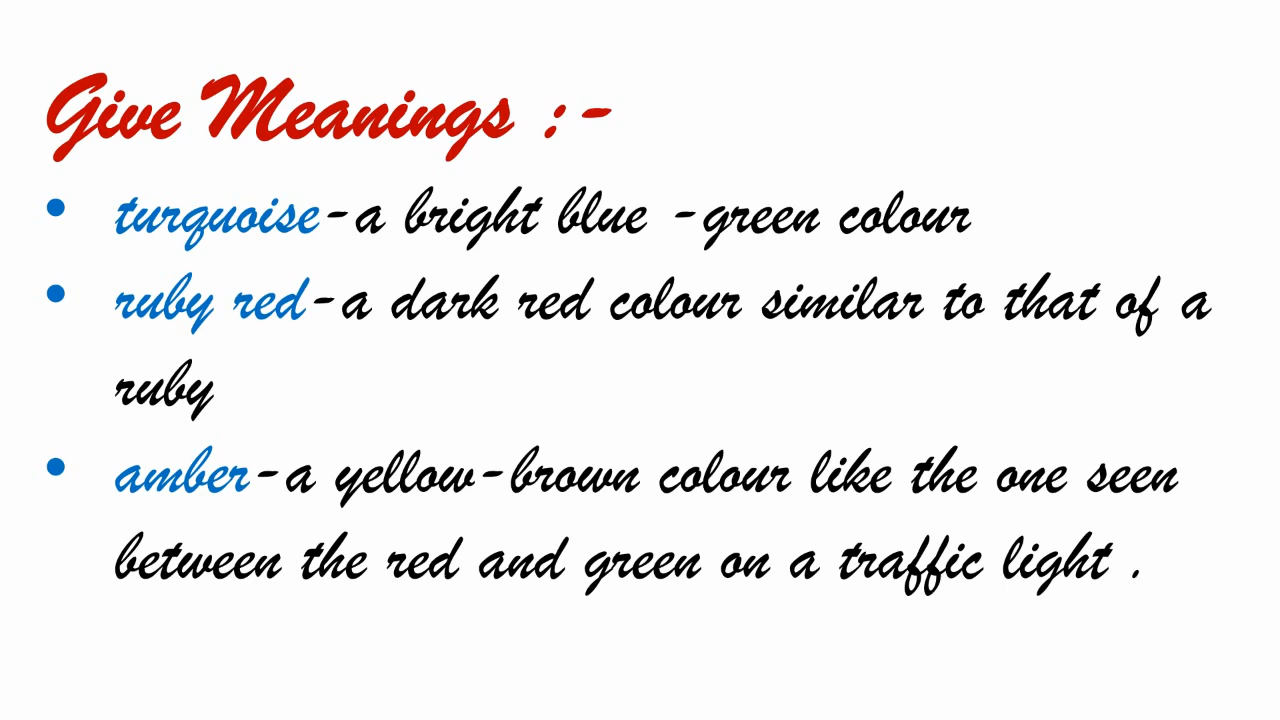 Give Meanings :-
• turquoise-a bright blue -green colour
• ruby red-a dark red colour similar to that of a
ruby
• amber-a yellow-brown colour like the one seen
between the red and green on a traffic light .